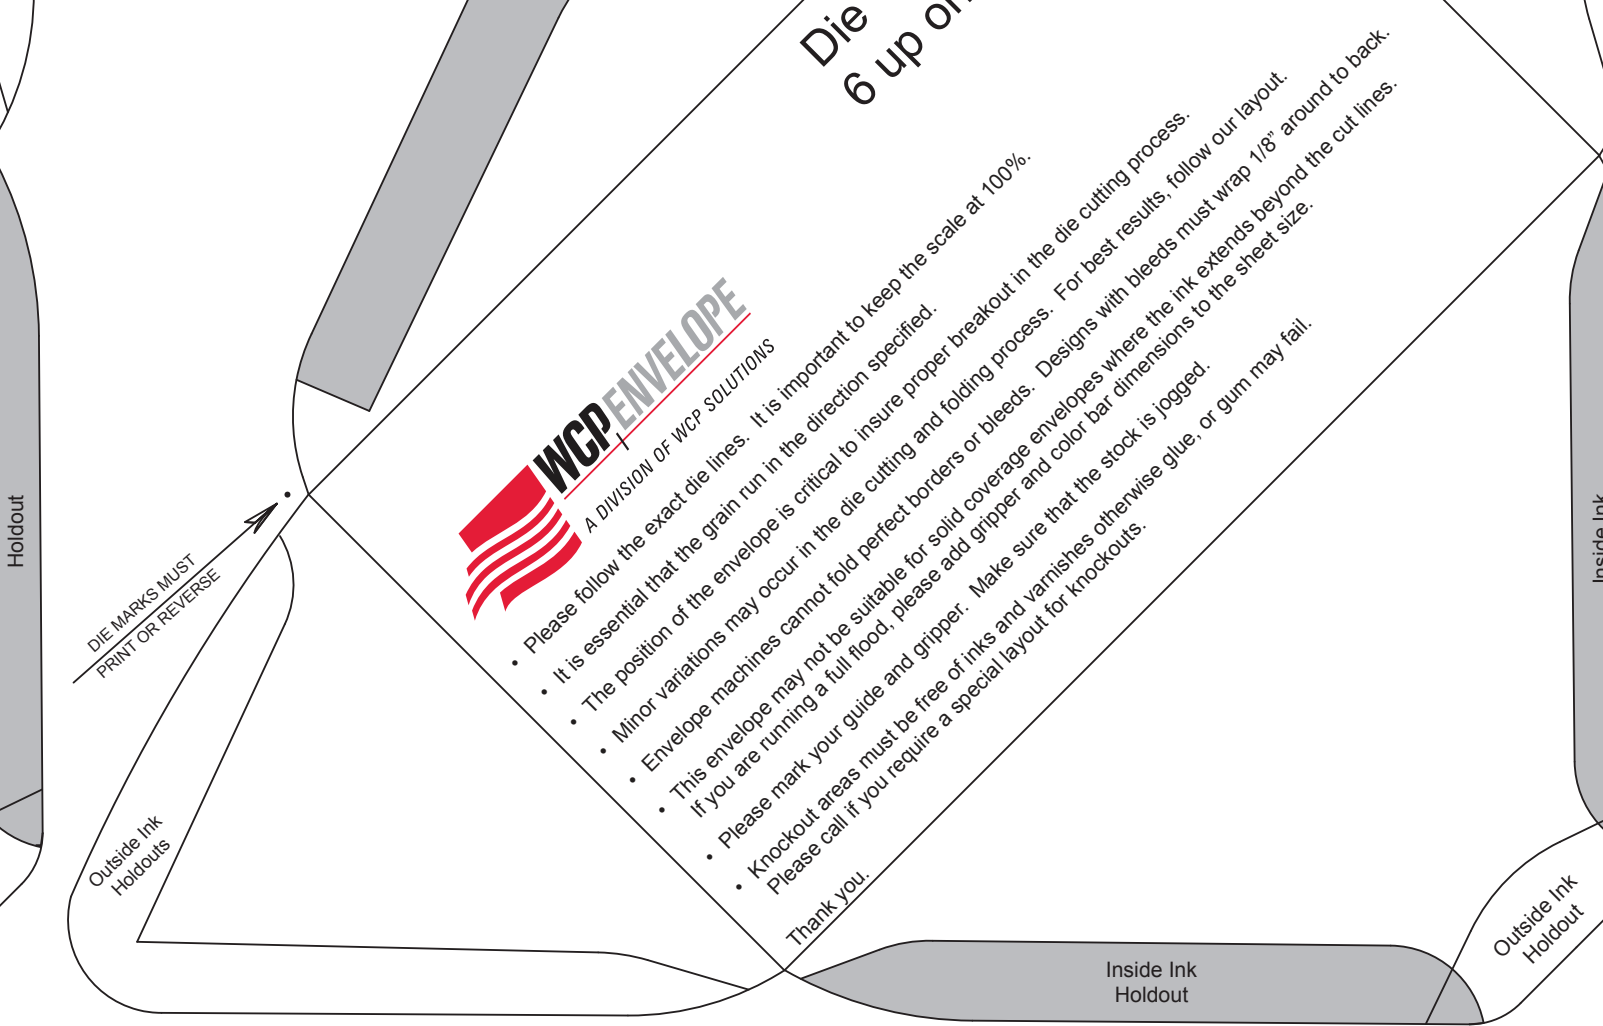 Die
6 up on
WCP ENVELOPE
A DIVISION OF WCP SOLUTIONS
• Please follow the exact die lines. It is important to keep the scale at 100%.
• It is essential that the grain run in the direction specified.
• The position of the envelope is critical to insure proper breakout in the die cutting process.
• Minor variations may occur in the die cutting and folding process. For best results, follow our layout.
• Envelope machines cannot fold perfect borders or bleeds. Designs with bleeds must wrap 1/8” around to back.
• This envelope may not be suitable for solid coverage envelopes where the ink extends beyond the cut lines.
If you are running a full flood, please add gripper and color bar dimensions to the sheet size.
• Please mark your guide and gripper. Make sure that the stock is jogged.
• Knockout areas must be free of inks and varnishes otherwise glue, or gum may fail.
Please call if you require a special layout for knockouts.
Thank you.
DIE MARKS MUST
PRINT OR REVERSE
Holdout
Outside Ink
Holdouts
Inside Ink
Holdout
Outside Ink
Holdout
Inside Ink